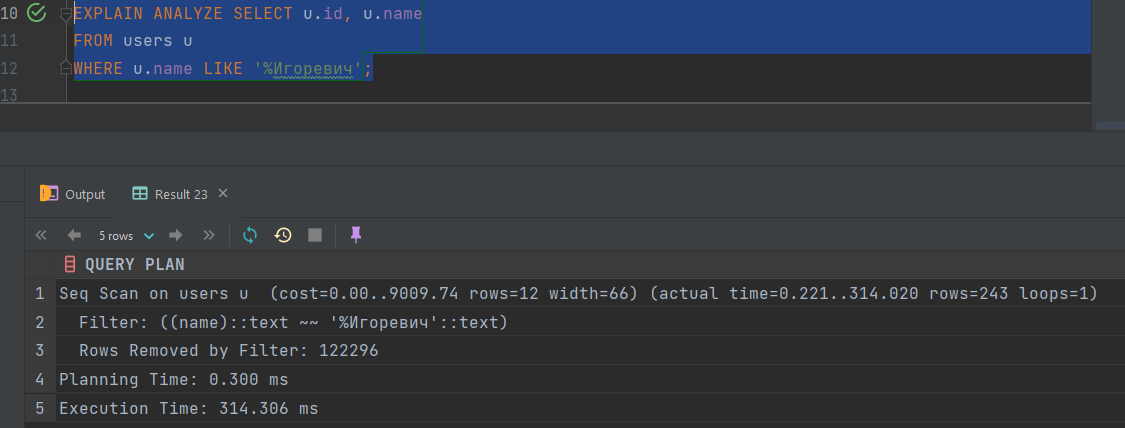 10 EXPLAIN ANALYZE SELECT u.id, u.name
11 FROM users u
12 WHERE u.name LIKE '%Игоревич';
13
Output Result 23
5 rows
QUERY PLAN
1 Seq Scan on users u  (cost=0.00..9009.74 rows=12 width=66) (actual time=0.221..314.020 rows=243 loops=1)
2 Filter: ((name)::text ~~ '%Игоревич'::text)
3 Rows Removed by Filter: 122296
4 Planning Time: 0.300 ms
5 Execution Time: 314.306 ms